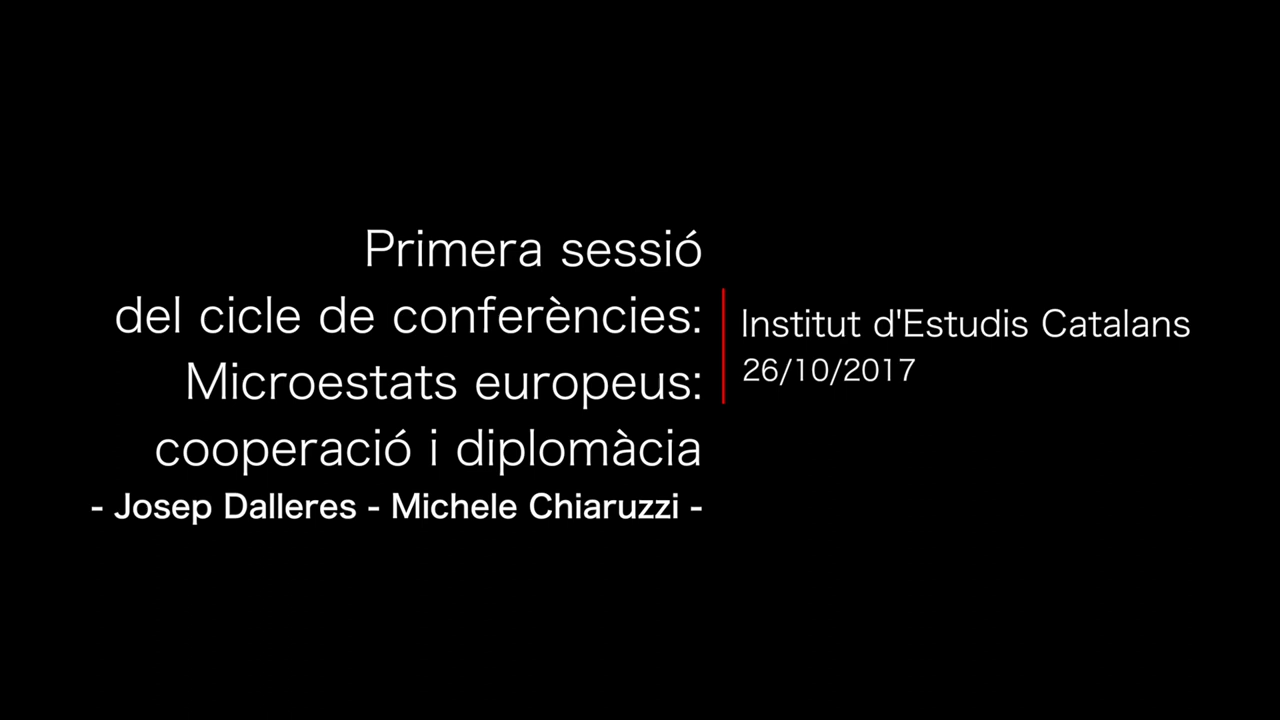 Primera sessió
del cicle de conferències:
Microestats europeus:
cooperació i diplomàcia
- Josep Dalleres - Michele Chiaruzzi -
Institut d'Estudis Catalans
26/10/2017